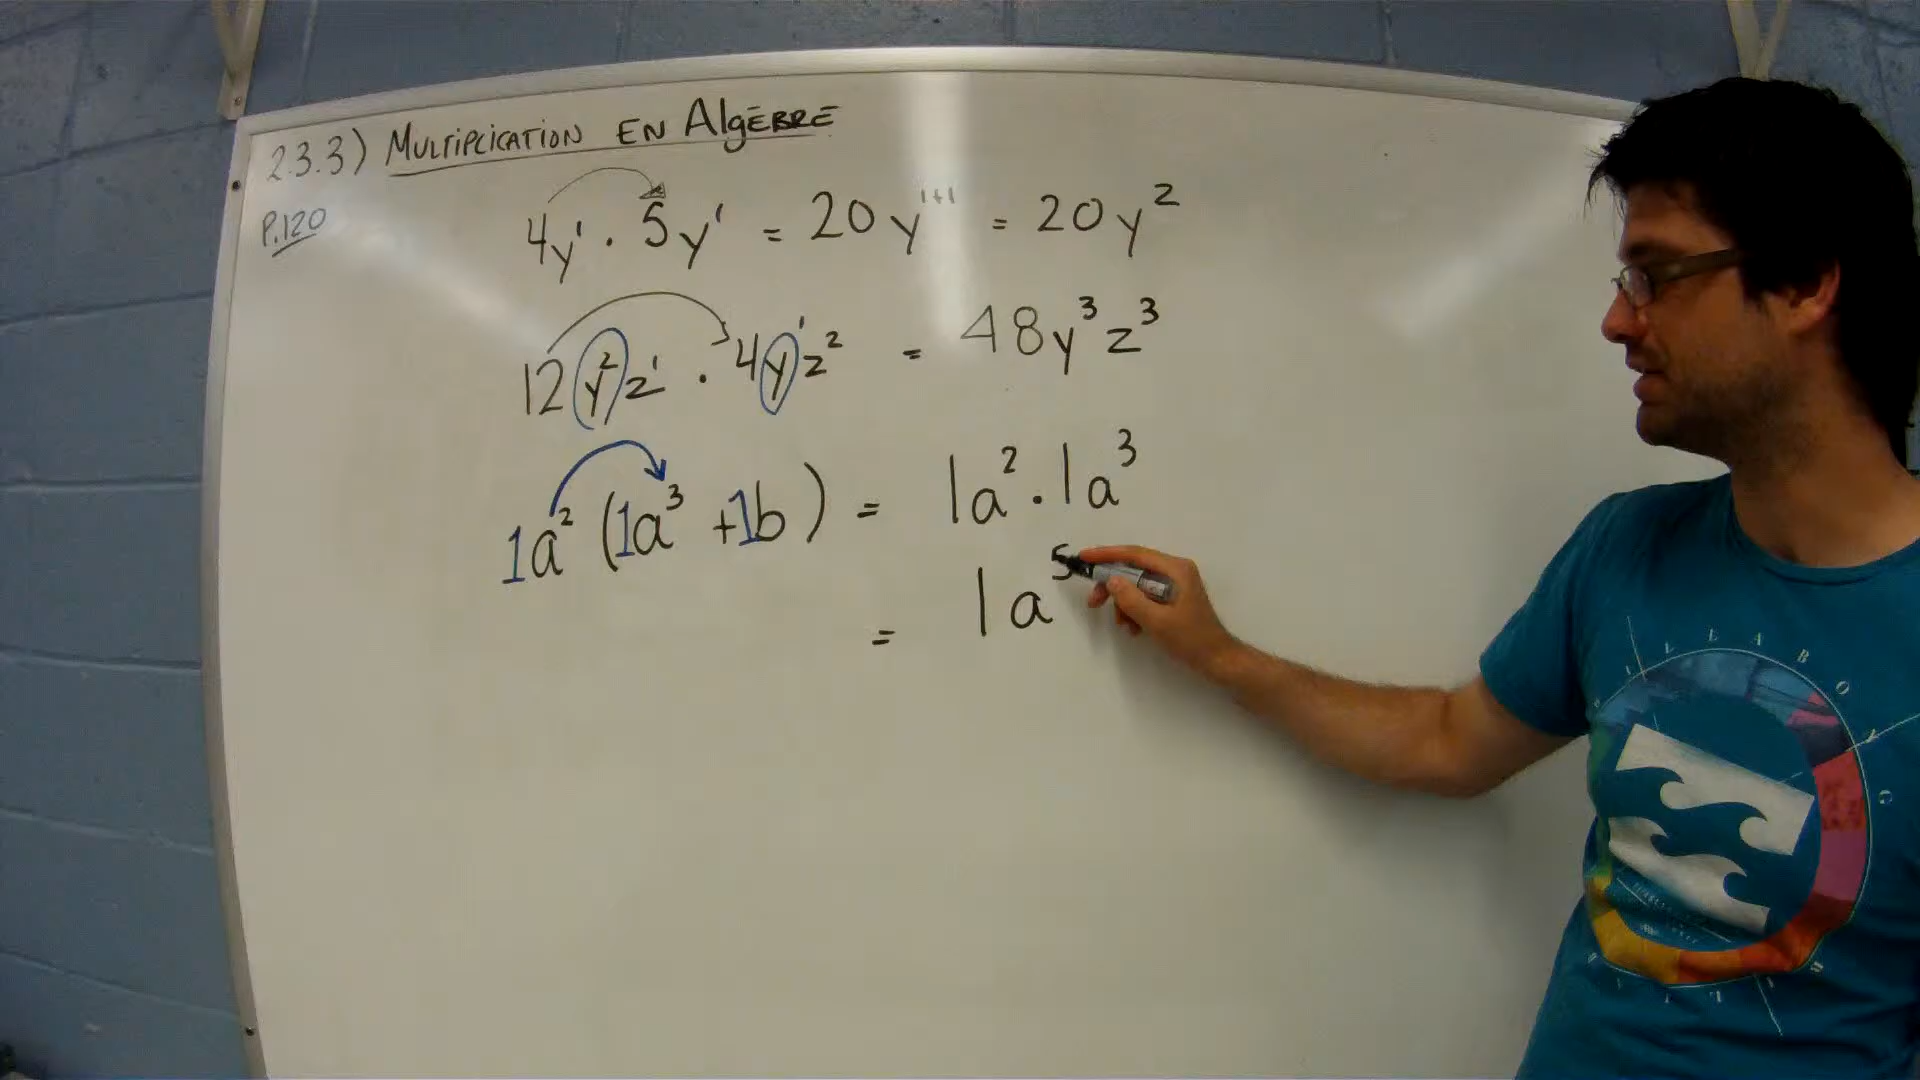 2.3.3) MULTIPLICATION EN ALGÈBRE
P.120
4y¹ · 5y¹ = 20y¹⁺¹ = 20y²
12y²z¹ · 4y¹z² = 48y³z³
1a² (1a³ +1b) = 1a² · 1a³
= 1a⁵
BILLABONG